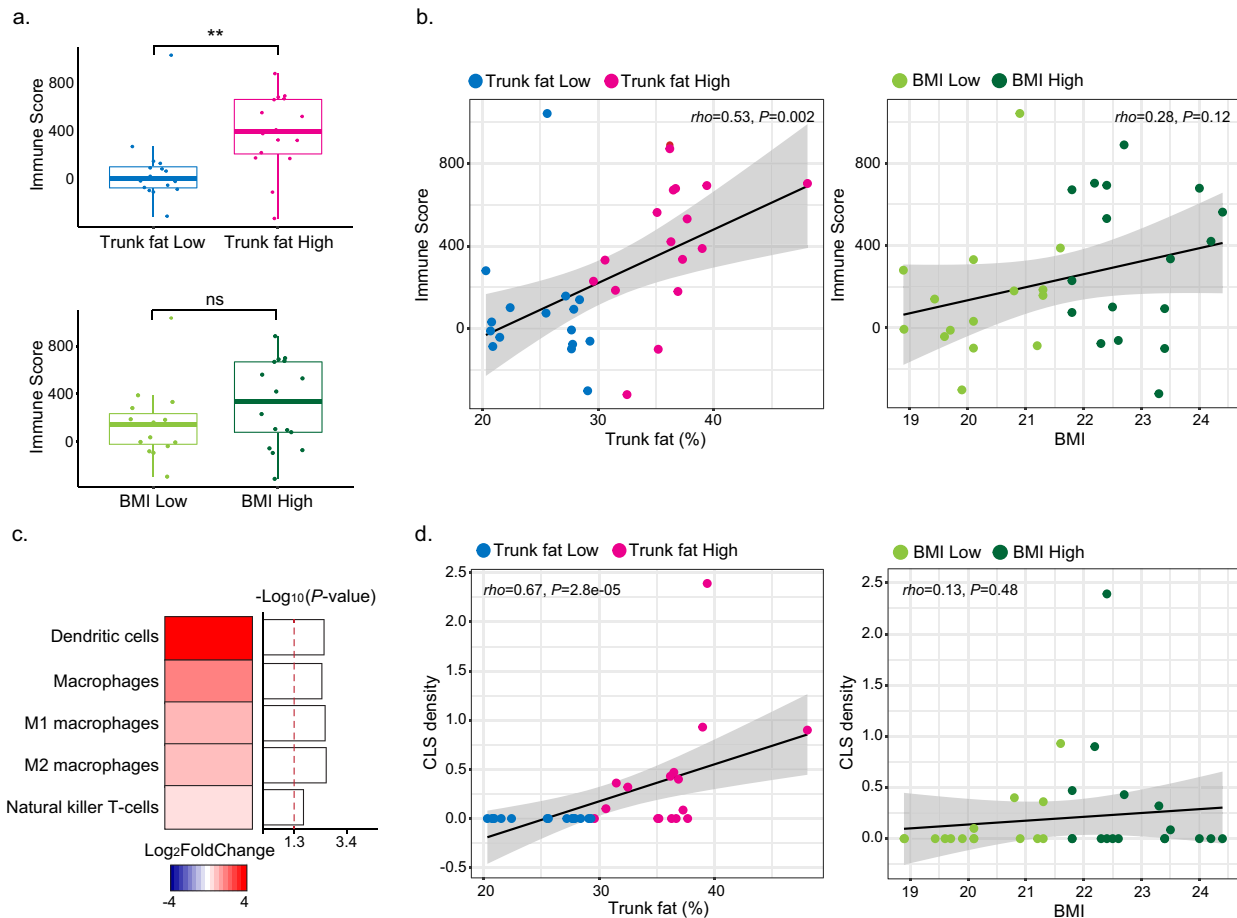 a.
**
Immune Score
800
400
0
Trunk fat Low Trunk fat High
ns
Immune Score
800
400
0
BMI Low BMI High
b.
Trunk fat Low Trunk fat High
rho=0.53, P=0.002
Immune Score
800
400
0
20 30 40
Trunk fat (%)
BMI Low BMI High
rho=0.28, P=0.12
Immune Score
800
400
0
19 20 21 22 23 24
BMI
c.
-Log₁₀(P-value)
Dendritic cells
Macrophages
M1 macrophages
M2 macrophages
Natural killer T-cells
1.3 3.4
Log₂FoldChange
-4 4
d.
Trunk fat Low Trunk fat High
rho=0.67, P=2.8e-05
CLS density
2.5
2.0
1.5
1.0
0.5
0.0
-0.5
20 30 40
Trunk fat (%)
BMI Low BMI High
rho=0.13, P=0.48
CLS density
2.0
1.5
1.0
0.5
0.0
19 20 21 22 23 24
BMI